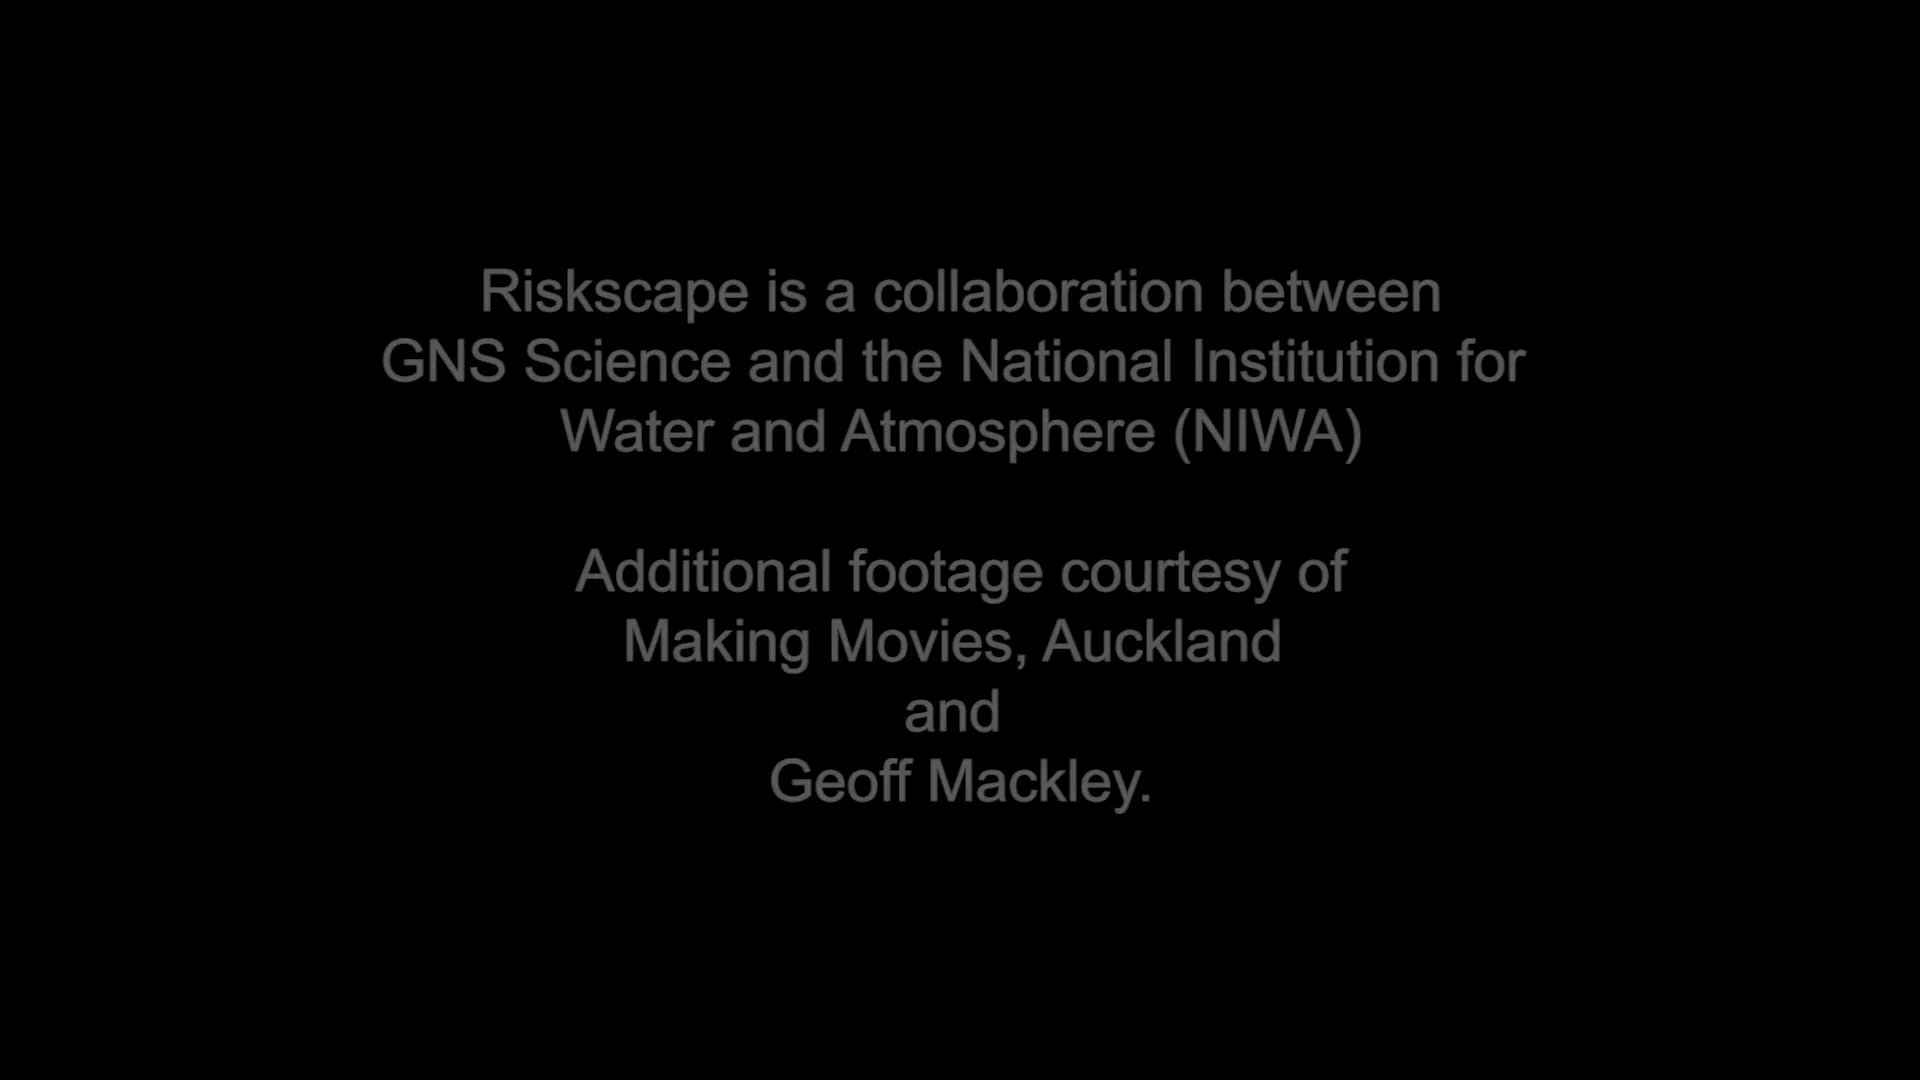 Riskscape is a collaboration between
GNS Science and the National Institution for
Water and Atmosphere (NIWA)
Additional footage courtesy of
Making Movies, Auckland
and
Geoff Mackley.